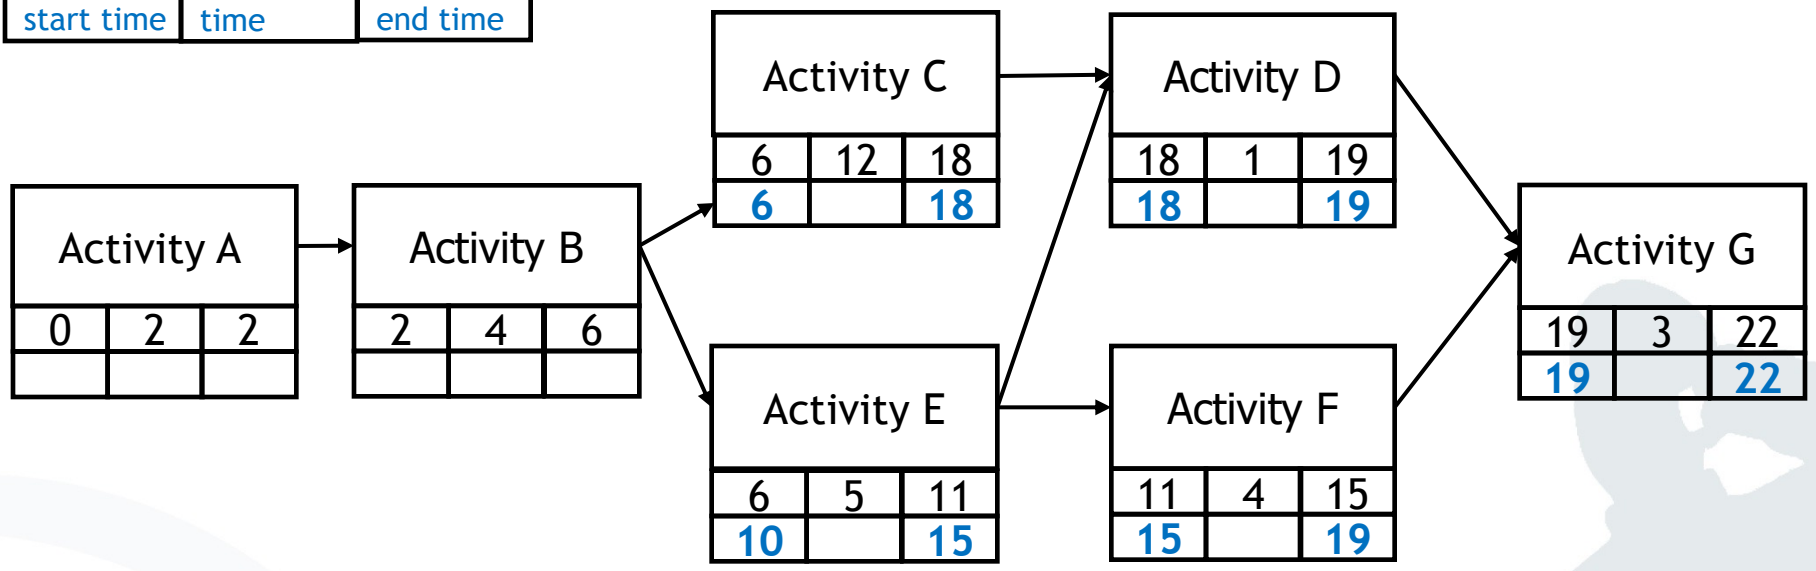 start time time end time
Activity C
6 12 18
6 18
Activity D
18 1 19
18 19
Activity A
0 2 2
Activity B
2 4 6
Activity G
19 3 22
19 22
Activity E
6 5 11
10 15
Activity F
11 4 15
15 19